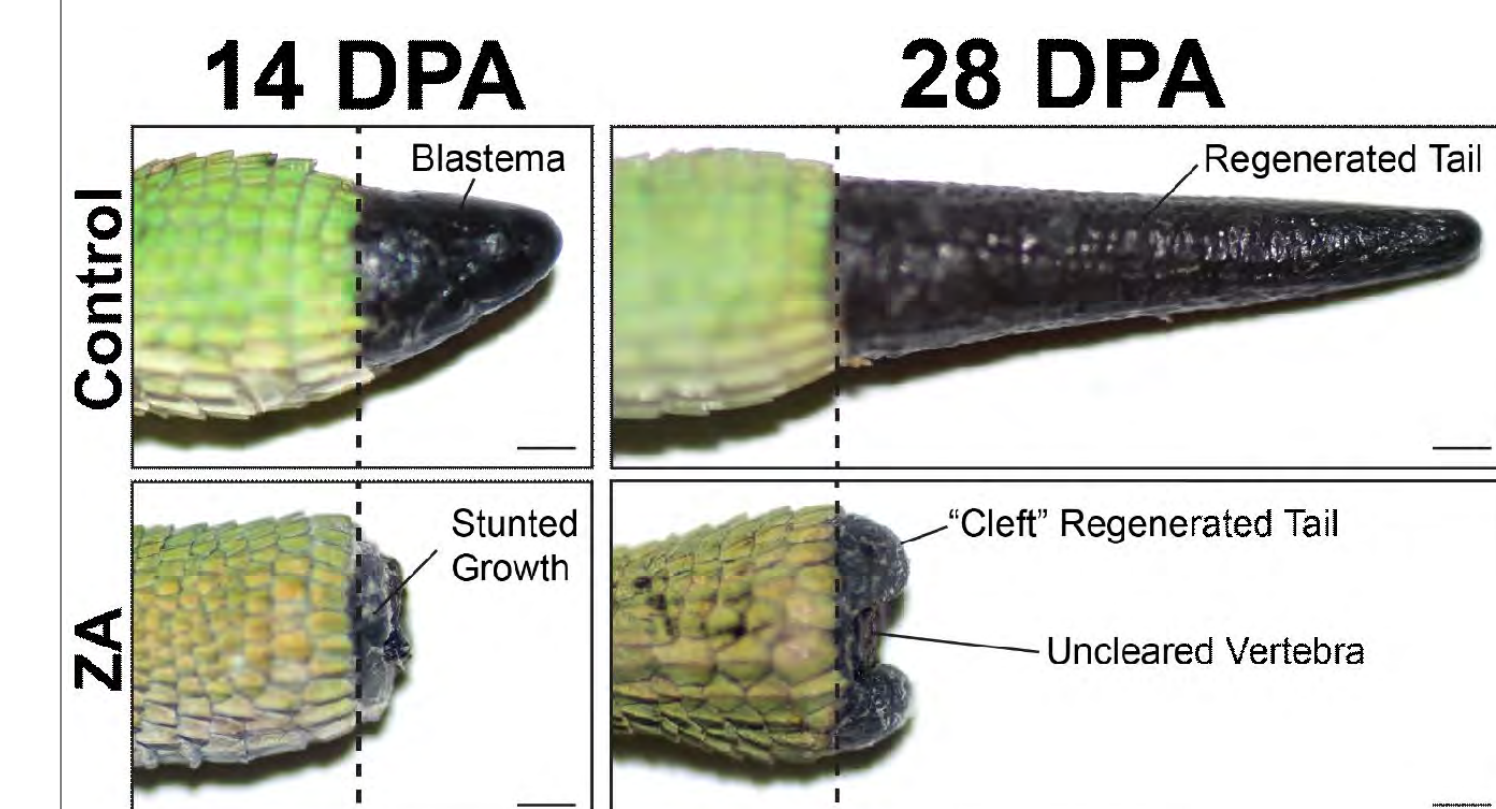 14 DPA
28 DPA
Control
Blastema
Regenerated Tail
ZA
Stunted
Growth
“Cleft” Regenerated Tail
Uncleared Vertebra